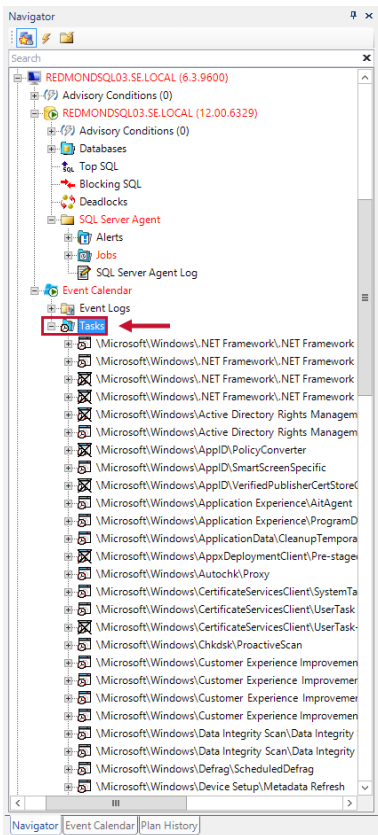 Navigator
Search
REDMONDSQL03.SE.LOCAL (6.3.9600)
Advisory Conditions (0)
REDMONDSQL03.SE.LOCAL (12.00.6329)
Advisory Conditions (0)
Databases
Top SQL
Blocking SQL
Deadlocks
SQL Server Agent
Alerts
Jobs
SQL Server Agent Log
Event Calendar
Event Logs
Tasks
\Microsoft\Windows\.NET Framework\.NET Framework
\Microsoft\Windows\.NET Framework\.NET Framework
\Microsoft\Windows\.NET Framework\.NET Framework
\Microsoft\Windows\.NET Framework\.NET Framework
\Microsoft\Windows\Active Directory Rights Managem
\Microsoft\Windows\Active Directory Rights Managem
\Microsoft\Windows\AppID\PolicyConverter
\Microsoft\Windows\AppID\SmartScreenSpecific
\Microsoft\Windows\AppID\VerifiedPublisherCertStoreC
\Microsoft\Windows\Application Experience\AitAgent
\Microsoft\Windows\Application Experience\ProgramD
\Microsoft\Windows\ApplicationData\CleanupTempora
\Microsoft\Windows\AppxDeploymentClient\Pre-stage
\Microsoft\Windows\Autochk\Proxy
\Microsoft\Windows\CertificateServicesClient\SystemTa
\Microsoft\Windows\CertificateServicesClient\UserTask
\Microsoft\Windows\CertificateServicesClient\UserTask-
\Microsoft\Windows\Chkdsk\ProactiveScan
\Microsoft\Windows\Customer Experience Improvemen
\Microsoft\Windows\Customer Experience Improvemer
\Microsoft\Windows\Customer Experience Improvemer
\Microsoft\Windows\Customer Experience Improvemen
\Microsoft\Windows\Data Integrity Scan\Data Integrity
\Microsoft\Windows\Data Integrity Scan\Data Integrity
\Microsoft\Windows\Defrag\ScheduledDefrag
\Microsoft\Windows\Device Setup\Metadata Refresh
Navigator Event Calendar Plan History